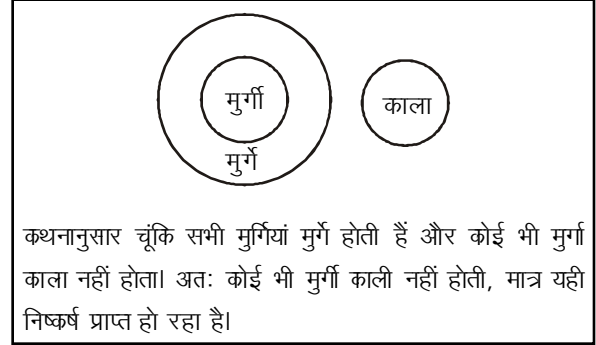 मुर्गी
काला
मुर्गे
कथनानुसार चूंकि सभी मुर्गियां मुर्गे होती हैं और कोई भी मुर्गा
काला नहीं होता। अतः कोई भी मुर्गी काली नहीं होती, मात्र यही
निष्कर्ष प्राप्त हो रहा है।